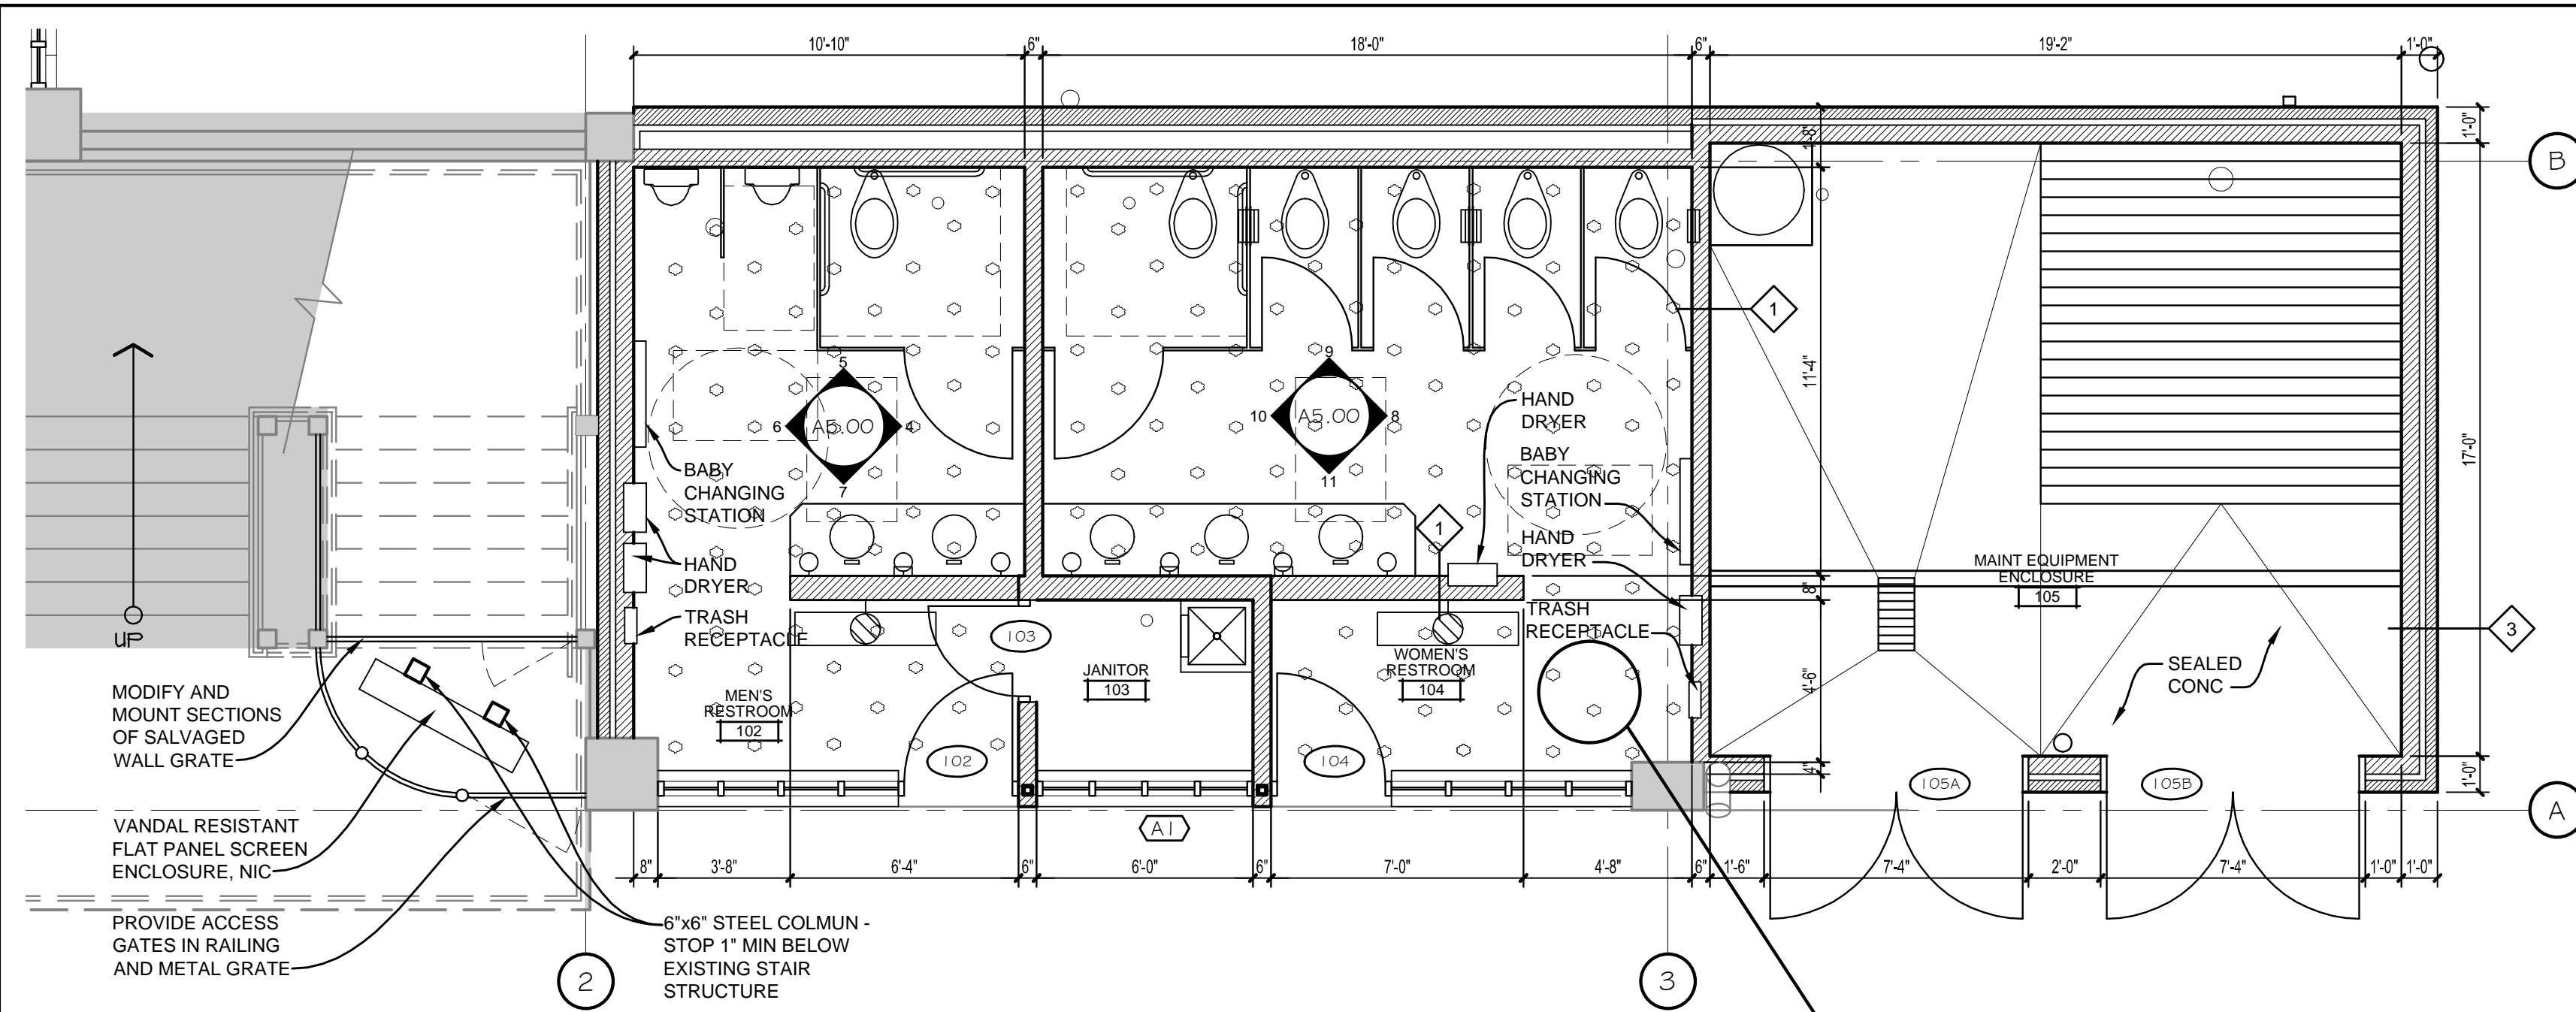 10'-10"
6"
18'-0"
6"
19'-2"
1'-0"
1'-0"
B
1'-8"
1
5
6
A5.00
4
7
9
10
A5.00
8
11
11'-4"
17'-0"
HAND
DRYER
BABY
CHANGING
STATION
BABY
CHANGING
STATION
1
HAND
DRYER
HAND
DRYER
MAINT EQUIPMENT
ENCLOSURE
105
8"
TRASH
RECEPTACLE
TRASH
RECEPTACLE
UP
103
3
JANITOR
103
WOMEN'S
RESTROOM
104
MEN'S
RESTROOM
102
SEALED
CONC
4'-6"
MODIFY AND
MOUNT SECTIONS
OF SALVAGED
WALL GRATE
102
104
4"
105A
105B
1'-0"
A
VANDAL RESISTANT
FLAT PANEL SCREEN
ENCLOSURE, NIC
A1
8"
3'-8"
6'-4"
6"
6'-0"
6"
7'-0"
4'-8"
6"
1'-6"
7'-4"
2'-0"
7'-4"
1'-0"
1'-0"
PROVIDE ACCESS
GATES IN RAILING
AND METAL GRATE
6"x6" STEEL COLMUN -
STOP 1" MIN BELOW
EXISTING STAIR
STRUCTURE
2
3